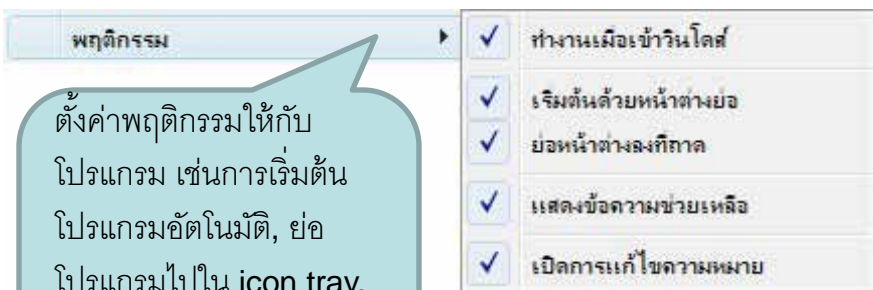 พฤติกรรม
ทำงานเมื่อเข้าวินโดส์
เริ่มต้นด้วยหน้าต่างย่อ
ย่อหน้าต่างลงที่ถาด
แสดงข้อความช่วยเหลือ
เปิดการแก้ไขความหมาย
ตั้งค่าพฤติกรรมให้กับ
โปรแกรม เช่นการเริ่มต้น
โปรแกรมอัตโนมัติ, ย่อ
โปรแกรมไปใน icon tray,